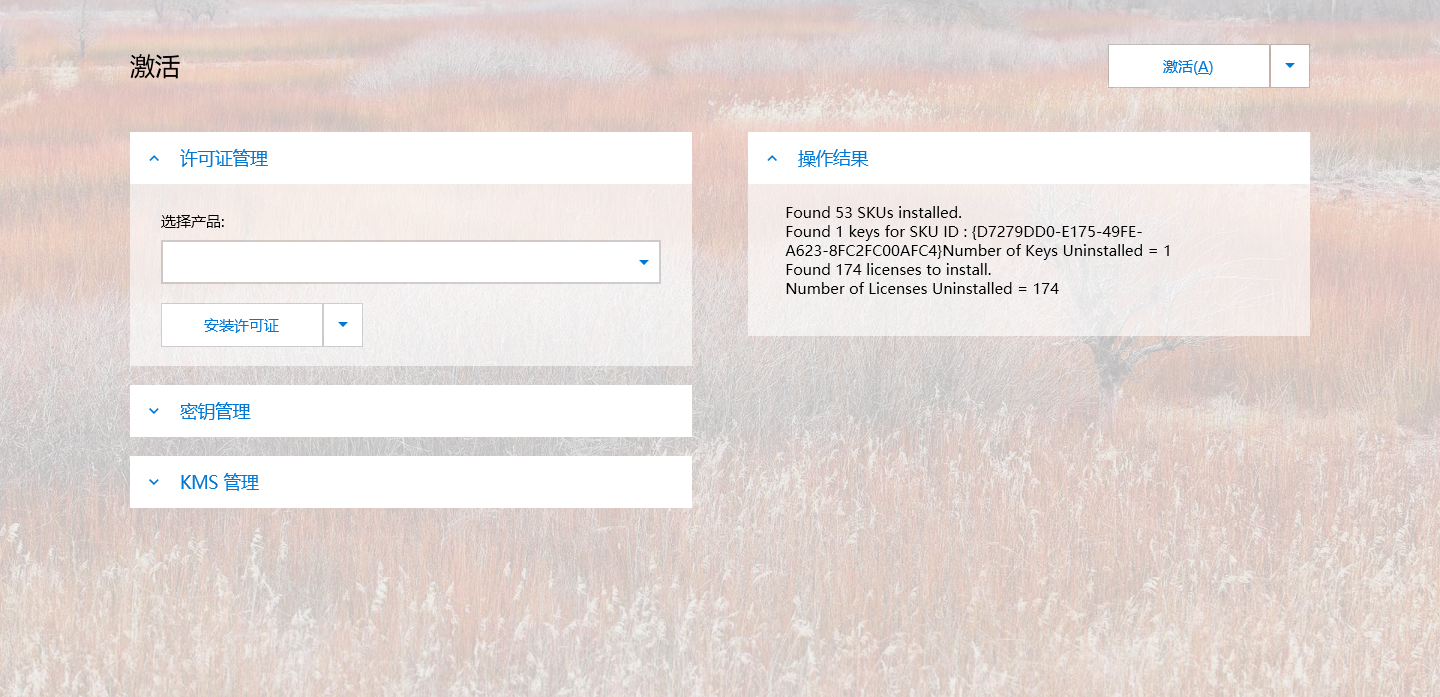 激活
激活(A)
许可证管理
选择产品:
安装许可证
密钥管理
KMS 管理
操作结果
Found 53 SKUs installed.
Found 1 keys for SKU ID : {D7279DD0-E175-49FE-
A623-8FC2FC00AFC4}Number of Keys Uninstalled = 1
Found 174 licenses to install.
Number of Licenses Uninstalled = 174